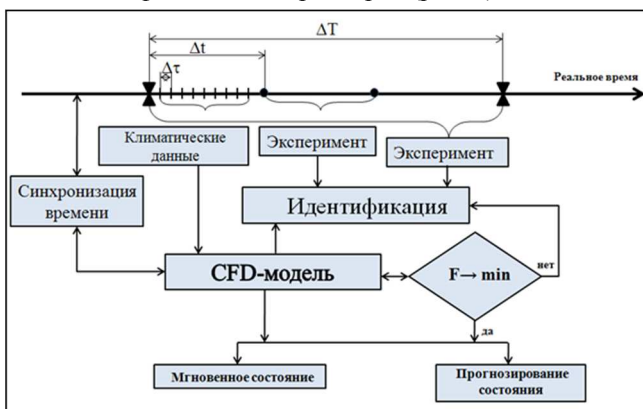 ΔT
Δt
Δτ
Реальное время
Климатические
данные
Эксперимент
Эксперимент
Синхронизация
времени
Идентификация
CFD-модель
F→ min
нет
да
Мгновенное состояние
Прогнозирование
состояния